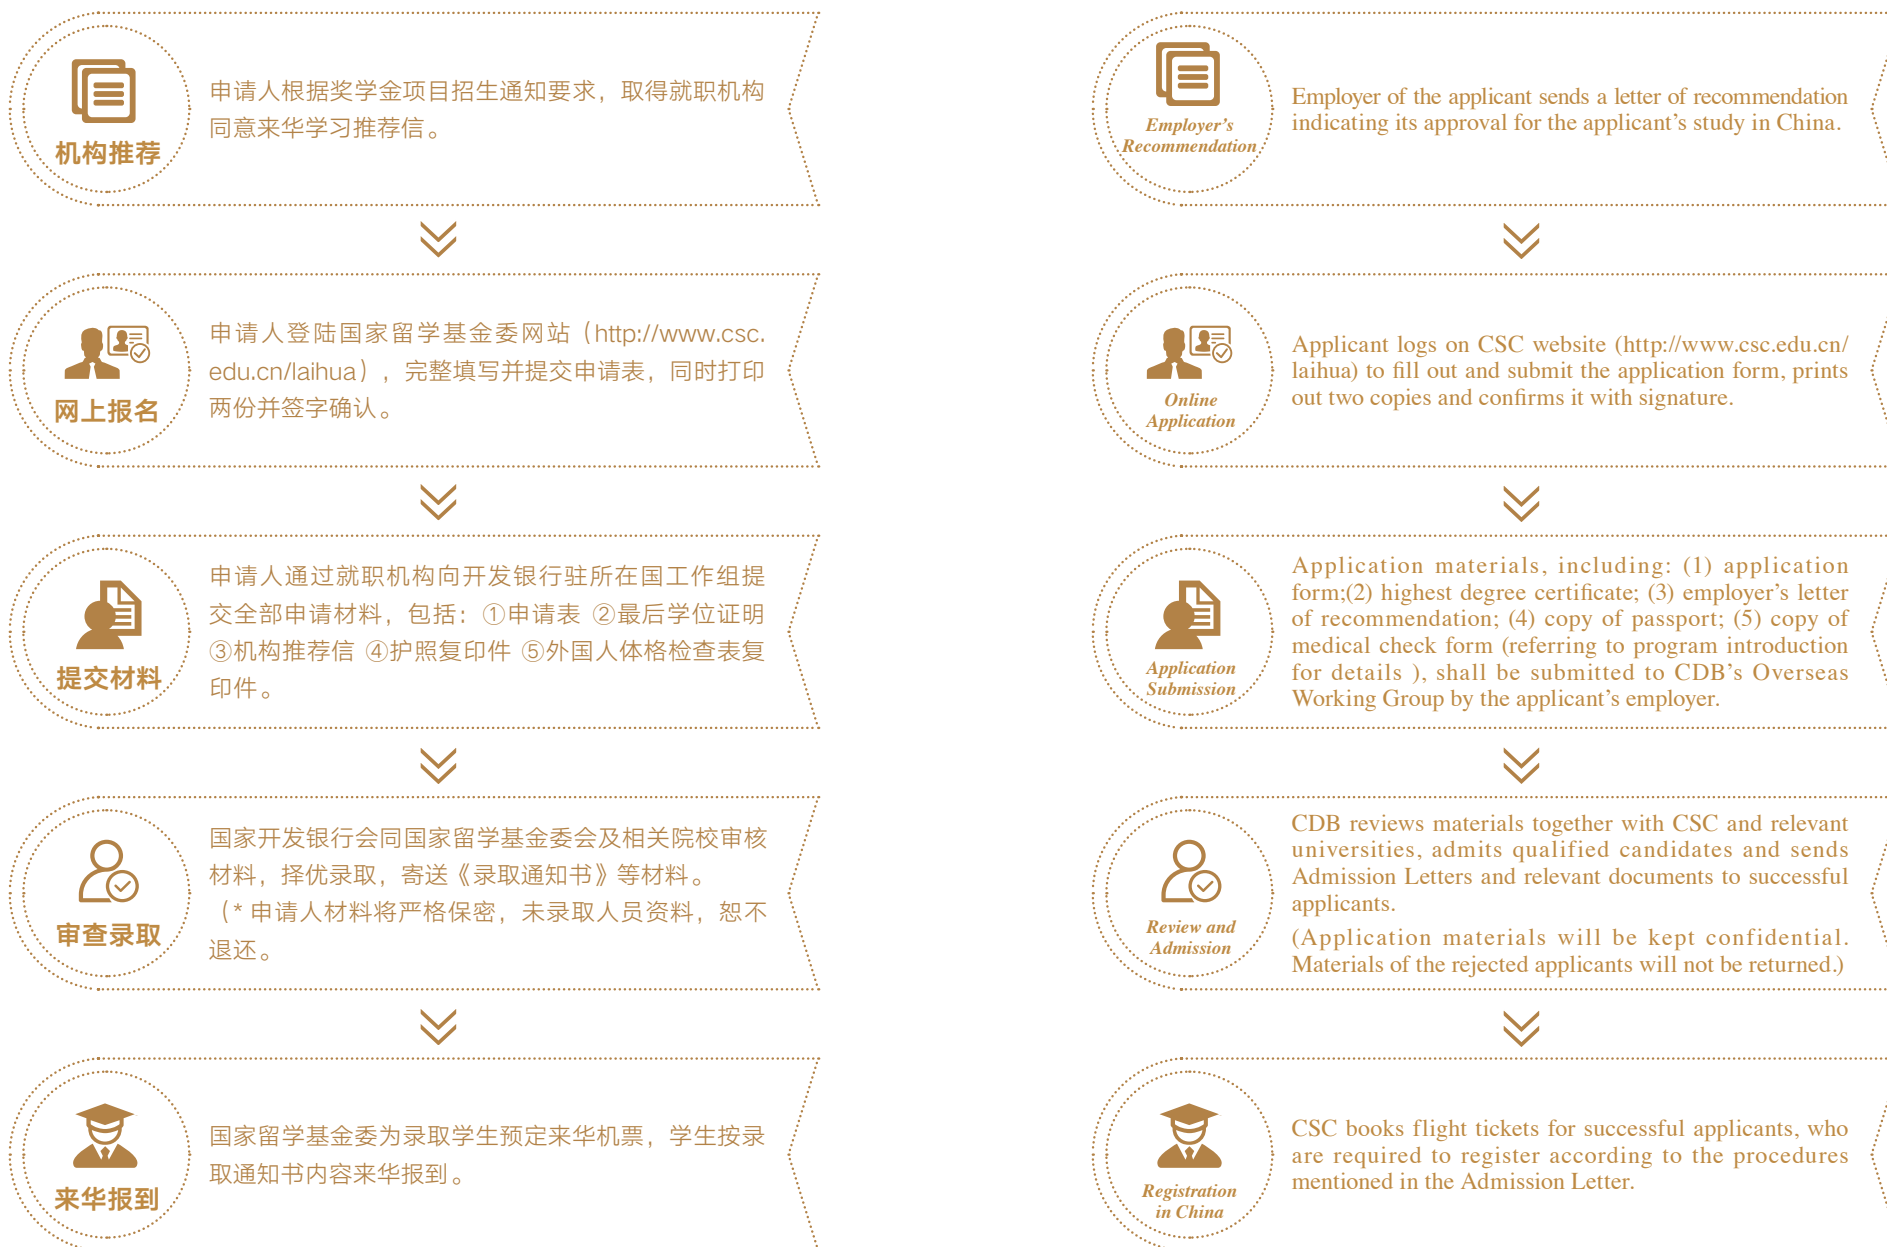 机构推荐
申请人根据奖学金项目招生通知要求，取得就职机构
同意来华学习推荐信。
网上报名
申请人登陆国家留学基金委网站（http://www.csc.
edu.cn/laihua），完整填写并提交申请表，同时打印
两份并签字确认。
提交材料
申请人通过就职机构向开发银行驻所在国工作组提
交全部申请材料，包括：①申请表 ②最后学位证明
③机构推荐信 ④护照复印件 ⑤外国人体格检查表复
印件。
审查录取
国家开发银行会同国家留学基金委会及相关院校审核
材料，择优录取，寄送《录取通知书》等材料。
（* 申请人材料将严格保密，未录取人员资料，恕不
退还。
来华报到
国家留学基金委为录取学生预定来华机票，学生按录
取通知书内容来华报到。
Employer's
Recommendation
Employer of the applicant sends a letter of recommendation
indicating its approval for the applicant's study in China.
Online
Application
Applicant logs on CSC website (http://www.csc.edu.cn/
laihua) to fill out and submit the application form, prints
out two copies and confirms it with signature.
Application
Submission
Application materials, including: (1) application
form;(2) highest degree certificate; (3) employer's letter
of recommendation; (4) copy of passport; (5) copy of
medical check form (referring to program introduction
for details ), shall be submitted to CDB's Overseas
Working Group by the applicant's employer.
Review and
Admission
CDB reviews materials together with CSC and relevant
universities, admits qualified candidates and sends
Admission Letters and relevant documents to successful
applicants.
(Application materials will be kept confidential.
Materials of the rejected applicants will not be returned.)
Registration
in China
CSC books flight tickets for successful applicants, who
are required to register according to the procedures
mentioned in the Admission Letter.